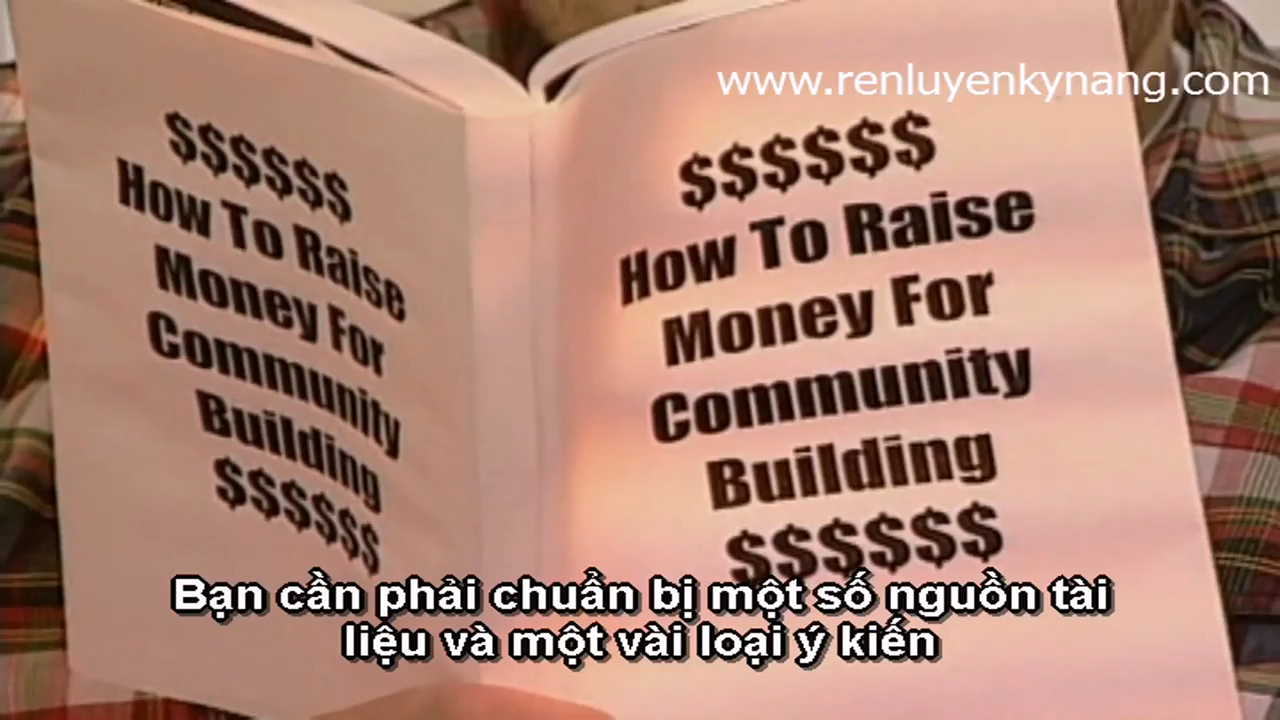 www.renluyenkynang.com
$$$$$$
How To Raise
Money For
Community
Building
$$$$$$
$$$$$$
How To Raise
Money For
Community
Building
$$$$$$
Bạn cần phải chuẩn bị một số nguồn tài
liệu và một vài loại ý kiến